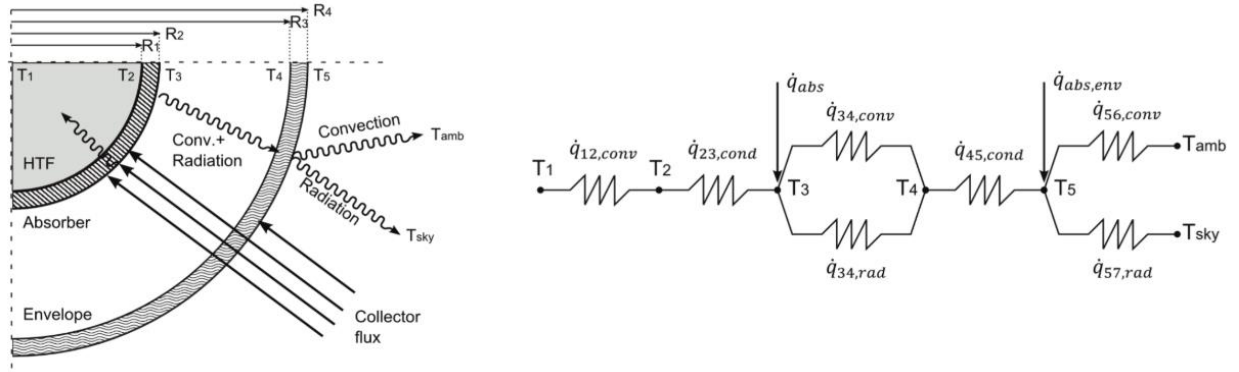 R4
R3
R2
R1
T1 T2 T3 T4 T5
HTF
Conv.+
Radiation
Convection
Tamb
Radiation
Tsky
Absorber
Envelope
Collector
flux
q̇abs
q̇abs,env
q̇34,conv
q̇56,conv
q̇12,conv
q̇23,cond
q̇45,cond
Tamb
T1 T2 T3 T4 T5
Tsky
q̇34,rad
q̇57,rad